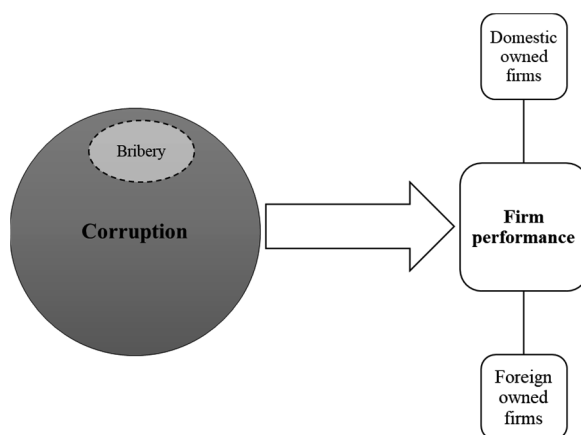 Domestic
owned
firms
Bribery
Corruption
Firm
performance
Foreign
owned
firms